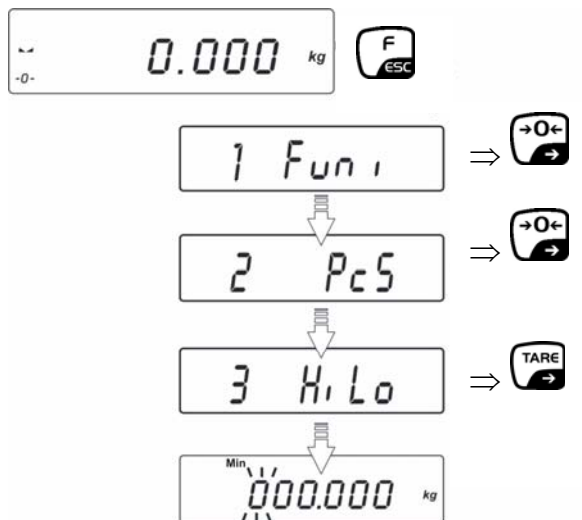 0.000 kg F ESC
-0-
1 Funi ⇒ →0←
2 PcS ⇒ →0←
3 HiLo ⇒ TARE
Min
000.000 kg